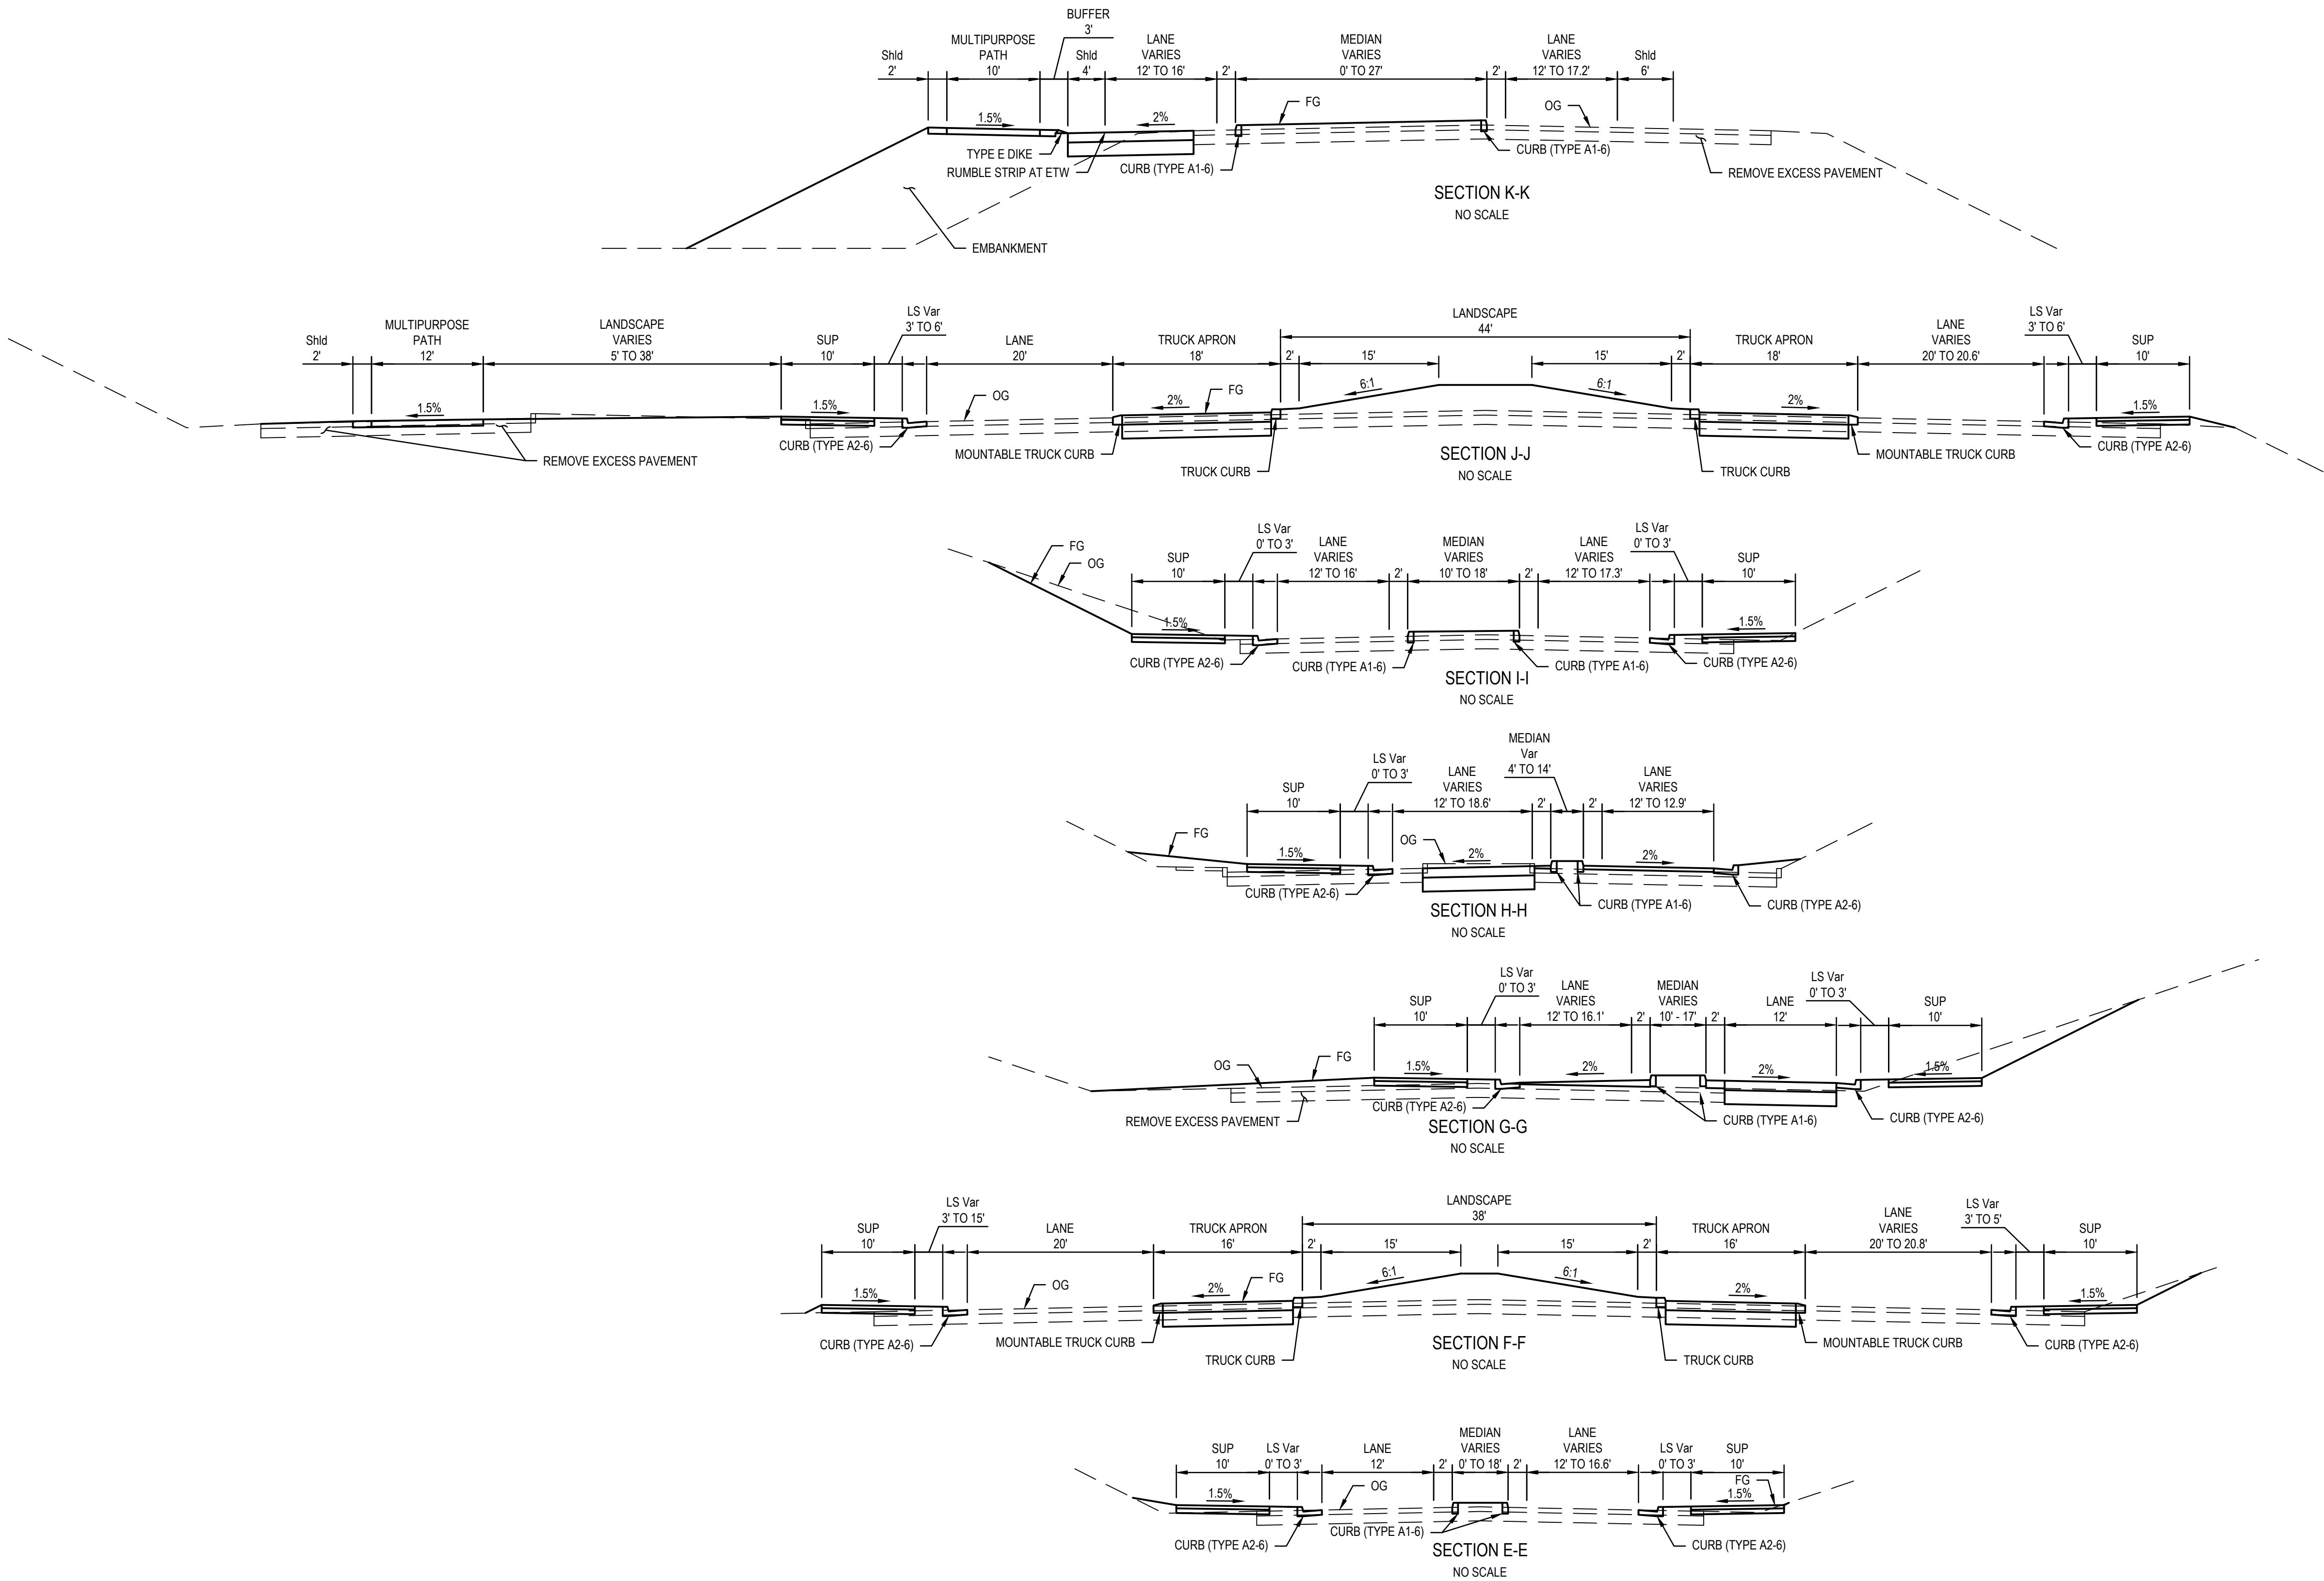 BUFFER
3'
Shld
2'
MULTIPURPOSE
PATH
10'
Shld
4'
LANE
VARIES
12' TO 16'
2'
MEDIAN
VARIES
0' TO 27'
2'
LANE
VARIES
12' TO 17.2'
Shld
6'
1.5%
2%
FG
OG
TYPE E DIKE
RUMBLE STRIP AT ETW
CURB (TYPE A1-6)
CURB (TYPE A1-6)
REMOVE EXCESS PAVEMENT
EMBANKMENT
SECTION K-K
NO SCALE
Shld
2'
MULTIPURPOSE
PATH
12'
LANDSCAPE
VARIES
5' TO 38'
SUP
10'
LS Var
3' TO 6'
LANE
20'
TRUCK APRON
18'
LANDSCAPE
44'
2'
15'
15'
2'
TRUCK APRON
18'
LANE
VARIES
20' TO 20.6'
LS Var
3' TO 6'
SUP
10'
1.5%
1.5%
OG
2%
FG
6:1
6:1
2%
1.5%
REMOVE EXCESS PAVEMENT
CURB (TYPE A2-6)
MOUNTABLE TRUCK CURB
TRUCK CURB
TRUCK CURB
MOUNTABLE TRUCK CURB
CURB (TYPE A2-6)
SECTION J-J
NO SCALE
FG
OG
SUP
10'
LS Var
0' TO 3'
LANE
VARIES
12' TO 16'
2'
MEDIAN
VARIES
10' TO 18'
2'
LANE
VARIES
12' TO 17.3'
LS Var
0' TO 3'
SUP
10'
1.5%
1.5%
CURB (TYPE A2-6)
CURB (TYPE A1-6)
CURB (TYPE A1-6)
CURB (TYPE A2-6)
SECTION I-I
NO SCALE
SUP
10'
LS Var
0' TO 3'
LANE
VARIES
12' TO 18.6'
2'
MEDIAN
Var
4' TO 14'
2'
LANE
VARIES
12' TO 12.9'
FG
1.5%
OG
2%
2%
CURB (TYPE A2-6)
CURB (TYPE A1-6)
CURB (TYPE A2-6)
SECTION H-H
NO SCALE
SUP
10'
LS Var
0' TO 3'
LANE
VARIES
12' TO 16.1'
2'
MEDIAN
VARIES
10' - 17'
2'
LANE
12'
LS Var
0' TO 3'
SUP
10'
OG
FG
1.5%
2%
2%
1.5%
REMOVE EXCESS PAVEMENT
CURB (TYPE A2-6)
CURB (TYPE A1-6)
CURB (TYPE A2-6)
SECTION G-G
NO SCALE
SUP
10'
LS Var
3' TO 15'
LANE
20'
TRUCK APRON
16'
LANDSCAPE
38'
2'
15'
15'
2'
TRUCK APRON
16'
LANE
VARIES
20' TO 20.8'
LS Var
3' TO 5'
SUP
10'
1.5%
OG
2%
FG
6:1
6:1
2%
1.5%
CURB (TYPE A2-6)
MOUNTABLE TRUCK CURB
TRUCK CURB
TRUCK CURB
MOUNTABLE TRUCK CURB
CURB (TYPE A2-6)
SECTION F-F
NO SCALE
SUP
10'
LS Var
0' TO 3'
LANE
12'
2'
MEDIAN
VARIES
0' TO 18'
2'
LANE
VARIES
12' TO 16.6'
LS Var
0' TO 3'
SUP
10'
1.5%
OG
FG
1.5%
CURB (TYPE A2-6)
CURB (TYPE A1-6)
CURB (TYPE A2-6)
SECTION E-E
NO SCALE